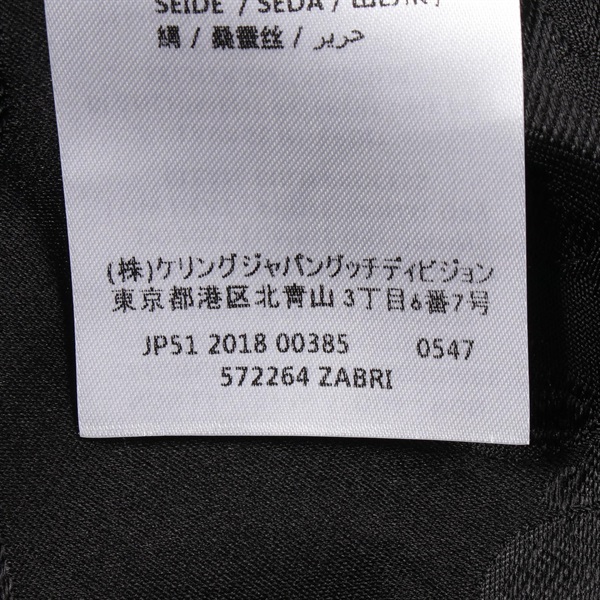 SEIDE / SEDA /
絹 / 桑蚕丝 / حرير /
(株)ケリングジャパングッチディビジョン
東京都港区北青山 3丁目6番7号
JP51 2018 00385 0547
572264 ZABRI